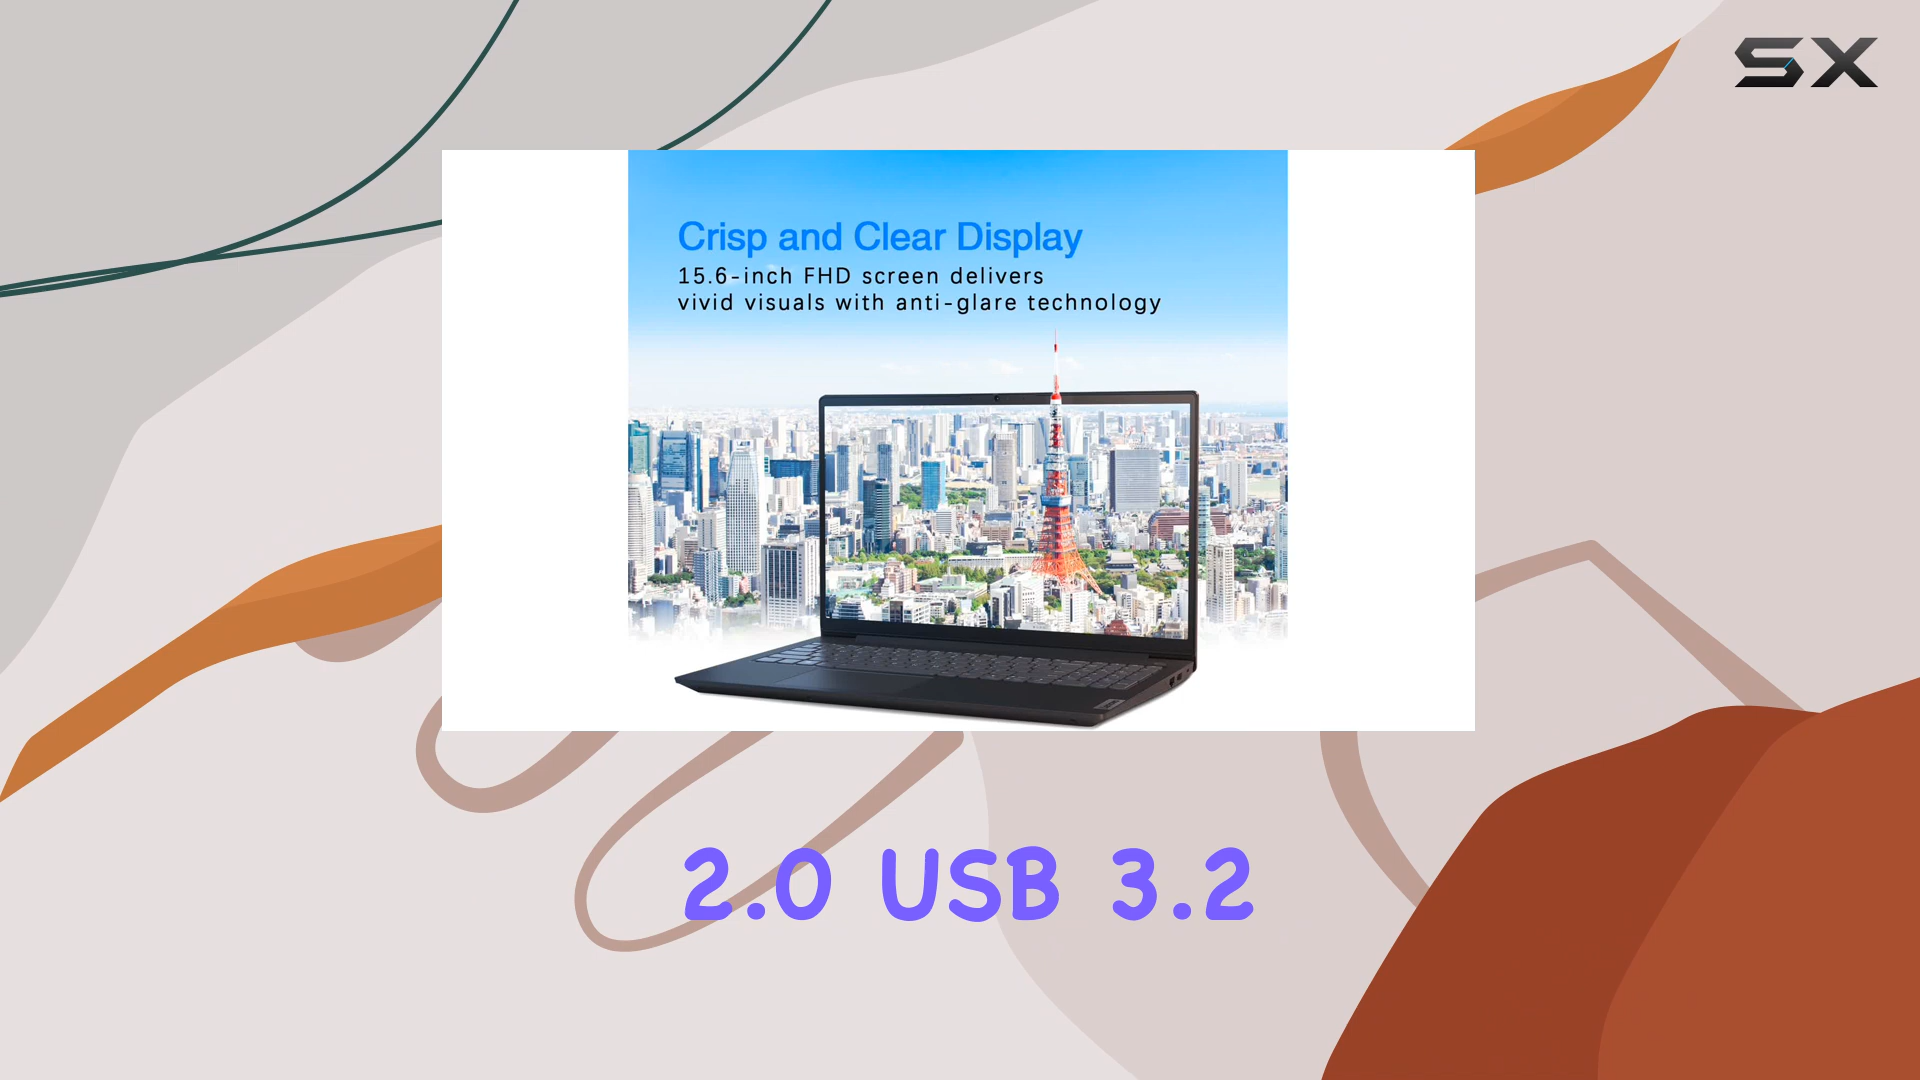 SX
Crisp and Clear Display
15.6-inch FHD screen delivers
vivid visuals with anti-glare technology
2.0 USB 3.2